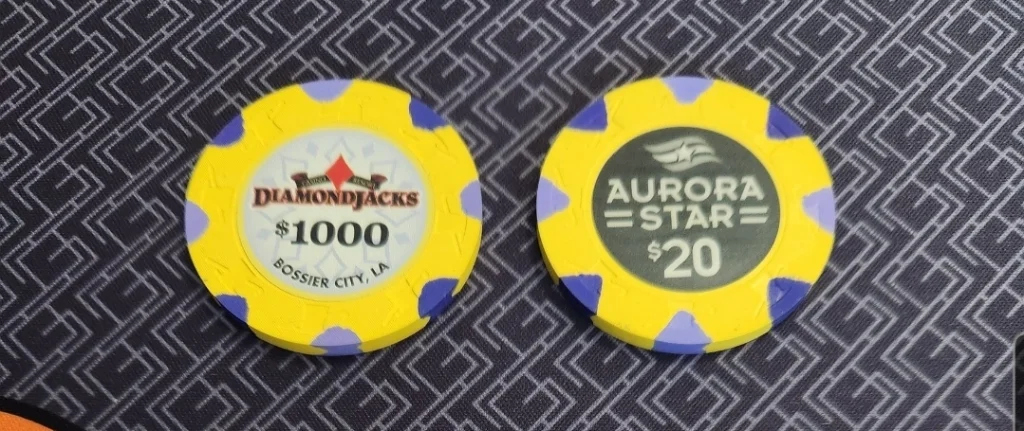 DIAMONDJACKS
$1000
BOSSIER CITY, LA
AURORA
STAR
$20